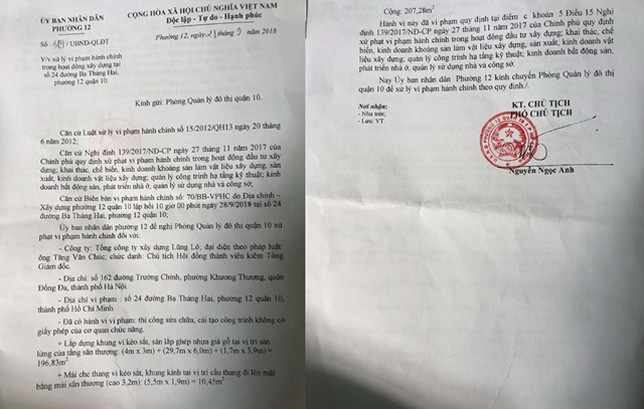 ỦY BAN NHÂN DÂN
PHƯỜNG 12
CỘNG HÒA XÃ HỘI CHỦ NGHĨA VIỆT NAM
Độc lập - Tự do - Hạnh phúc
Số: /UBND-QLĐT
Phường 12, ngày tháng năm 2018
V/v xử lý vi phạm hành chính
trong hoạt động xây dựng tại
số 24 đường Ba Tháng Hai,
phường 12 quận 10.
Kính gửi: Phòng Quản lý đô thị quận 10.
Căn cứ Luật xử lý vi phạm hành chính số 15/2012/QH13 ngày 20 tháng
6 năm 2012;
Căn cứ Nghị định 139/2017/NĐ-CP ngày 27 tháng 11 năm 2017 của
Chính phủ quy định xử phạt vi phạm hành chính trong hoạt động đầu tư xây
dựng; khai thác, chế biến, kinh doanh khoáng sản làm vật liệu xây dựng, sản
xuất, kinh doanh vật liệu xây dựng; quản lý công trình hạ tầng kỹ thuật; kinh
doanh bất động sản, phát triển nhà ở, quản lý sử dụng nhà và công sở;
Căn cứ Biên bản vi phạm hành chính số: 70/BB-VPHC do Địa chính –
Xây dựng phường 12 quận 10 lập hồi 10 giờ 00 phút ngày 28/9/2018 tại số 24
đường Ba Tháng Hai, phường 12 quận 10;
Ủy ban nhân dân phường 12 đề nghị Phòng Quản lý đô thị quận 10 xử
phạt vi phạm hành chính đối với:
- Công ty: Tổng công ty xây dựng Lũng Lô; đại diện theo pháp luật:
ông Tăng Văn Chúc, chức danh: Chủ tịch Hội đồng thành viên kiêm Tổng
Giám đốc.
- Địa chỉ: số 162 đường Trường Chinh, phường Khương Thượng, quận
Đống Đa, thành phố Hà Nội.
- Địa chỉ vi phạm : số 24 đường Ba Tháng Hai, phường 12 quận 10,
thành phố Hồ Chí Minh.
- Đã có hành vi vi phạm: thi công sửa chữa, cải tạo công trình không có
giấy phép của cơ quan chức năng.
+ Lắp dựng khung vì kèo sắt, sàn lắp ghép nhựa giả gỗ tại vị trí sàn
lửng của tầng sân thượng: (4m x 3m) + (29,7m x 6,0m) + (1,7m x 3,9m) =
196,83m²
+ Mái che thang vì kèo sắt, khung kính tại vị trí cầu thang đi lên mặt
bằng mái sân thượng (cao 3,2m): (5,5m x 1,9m) = 10,45m²
Cộng: 207,28m²
Hành vi này đã vi phạm quy định tại điểm c khoản 5 Điều 15 Nghị
định 139/2017/NĐ-CP ngày 27 tháng 11 năm 2017 của Chính phủ quy định
xử phạt vi phạm hành chính trong hoạt động đầu tư xây dựng; khai thác, chế
biến, kinh doanh khoáng sản làm vật liệu xây dựng, sản xuất, kinh doanh vật
liệu xây dựng; quản lý công trình hạ tầng kỹ thuật; kinh doanh bất động sản,
phát triển nhà ở, quản lý sử dụng nhà và công sở.
Nay Ủy ban nhân dân Phường 12 kính chuyển Phòng Quản lý đô thị
quận 10 để xử lý vi phạm hành chính theo quy định./.
Nơi nhận:
- Như trên;
- Lưu: VT.
KT. CHỦ TỊCH
PHÓ CHỦ TỊCH
Nguyễn Ngọc Anh